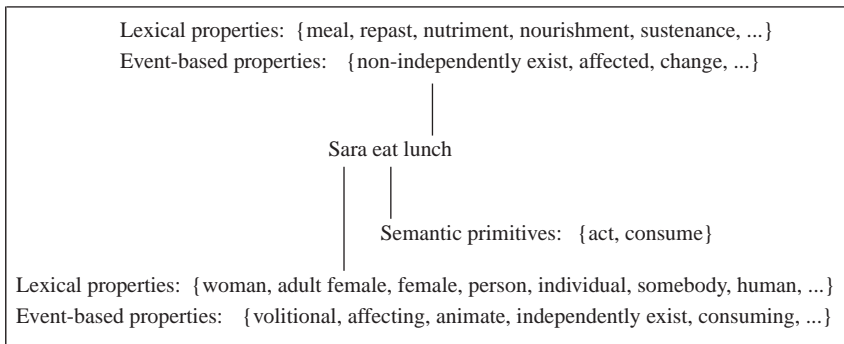 Lexical properties: {meal, repast, nutriment, nourishment, sustenance, ...}
Event-based properties: {non-independently exist, affected, change, ...}
Sara eat lunch
Semantic primitives: {act, consume}
Lexical properties: {woman, adult female, female, person, individual, somebody, human, ...}
Event-based properties: {volitional, affecting, animate, independently exist, consuming, ...}